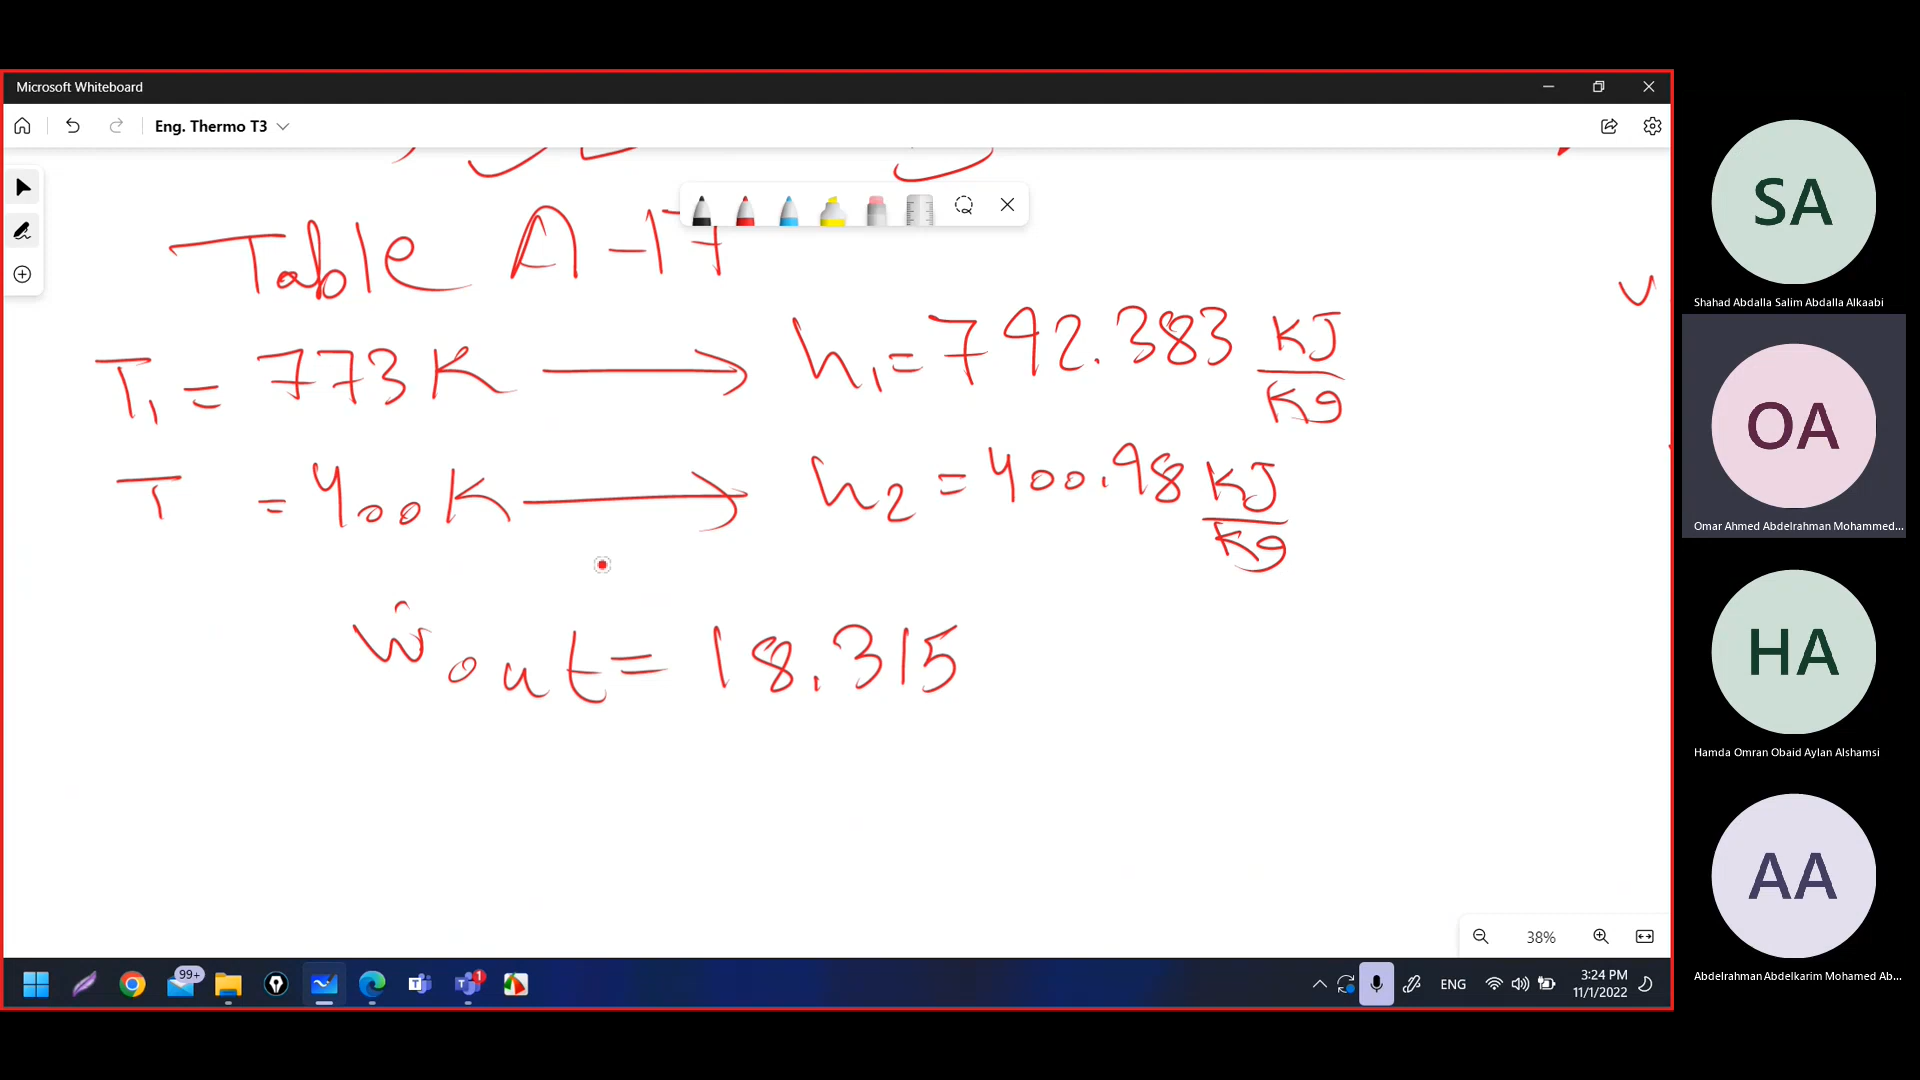 Microsoft Whiteboard
Eng. Thermo T3
Table A-17
T1 = 773 K → h1 = 792.383 KJ/Kg
T = 400 K → h2 = 400.98 KJ/Kg
Ẇout = 18.315
38%
SA
Shahad Abdalla Salim Abdalla Alkaabi
OA
Omar Ahmed Abdelrahman Mohammed...
HA
Hamda Omran Obaid Aylan Alshamsi
AA
Abdelrahman Abdelkarim Mohamed Ab...
99+
1
ENG
3:24 PM
11/1/2022